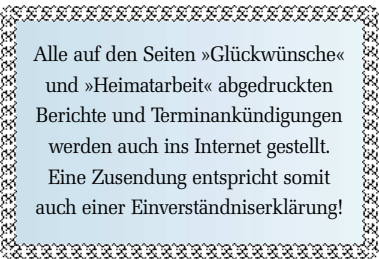 Alle auf den Seiten »Glückwünsche«
und »Heimatarbeit« abgedruckten
Berichte und Terminankündigungen
werden auch ins Internet gestellt.
Eine Zusendung entspricht somit
auch einer Einverständniserklärung!